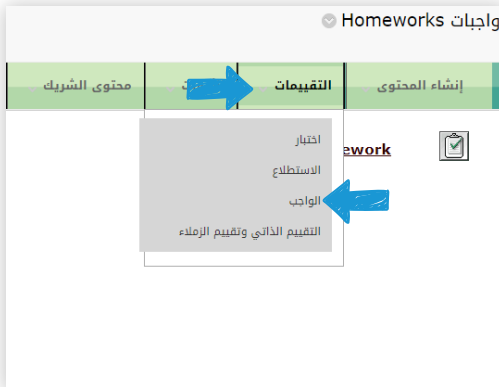 واجبات Homeworks
إنشاء المحتوى
التقييمات
محتوى الشريك
ework
اختبار
الاستطلاع
الواجب
التقييم الذاتي وتقييم الزملاء